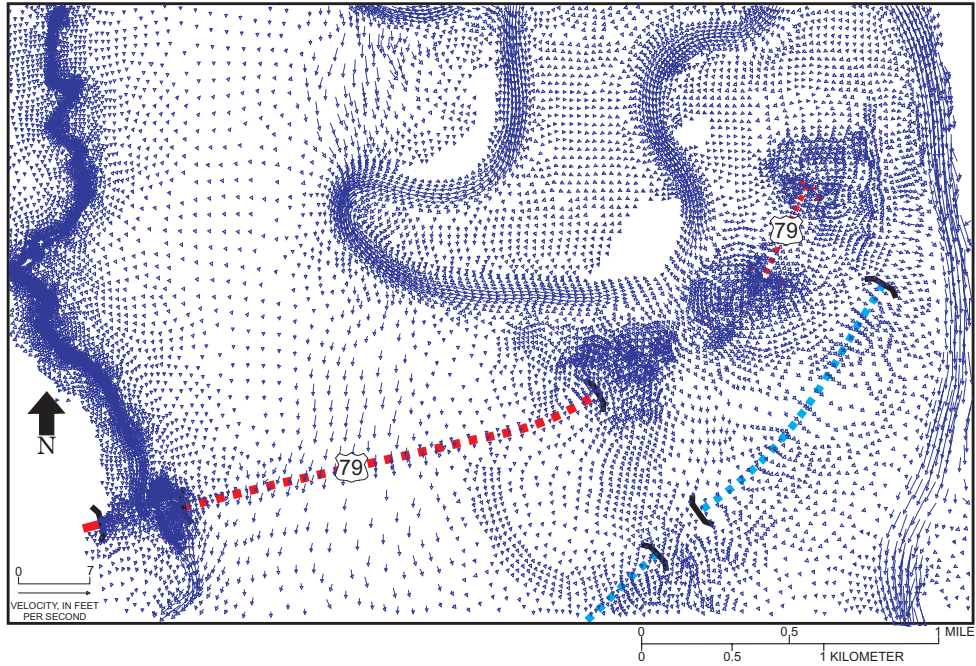 79
79
N
0 7
VELOCITY, IN FEET
PER SECOND
0 0.5 1 MILE
0 0.5 1 KILOMETER